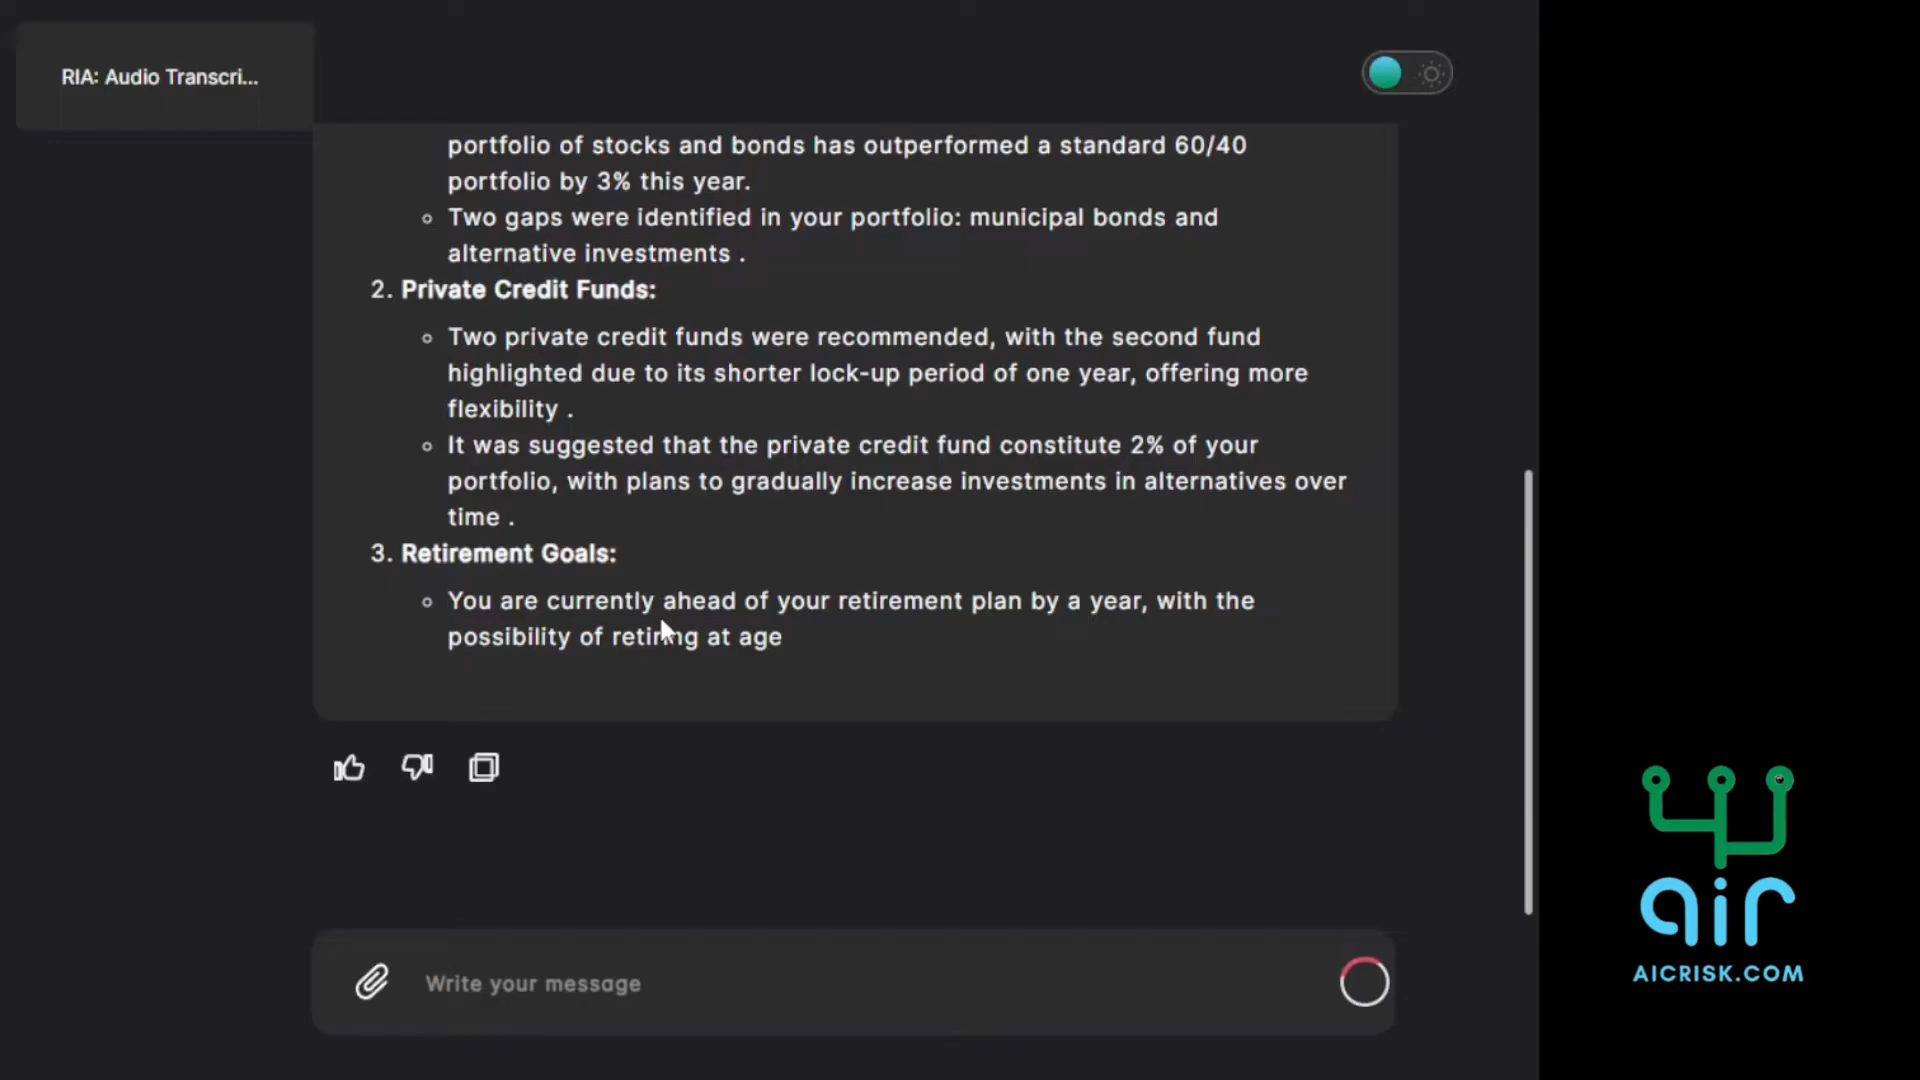 RIA: Audio Transcri...
portfolio of stocks and bonds has outperformed a standard 60/40
portfolio by 3% this year.
Two gaps were identified in your portfolio: municipal bonds and
alternative investments .
2. Private Credit Funds:
Two private credit funds were recommended, with the second fund
highlighted due to its shorter lock-up period of one year, offering more
flexibility .
It was suggested that the private credit fund constitute 2% of your
portfolio, with plans to gradually increase investments in alternatives over
time .
3. Retirement Goals:
You are currently ahead of your retirement plan by a year, with the
possibility of retiring at age
Write your message
air
AICRISK.COM